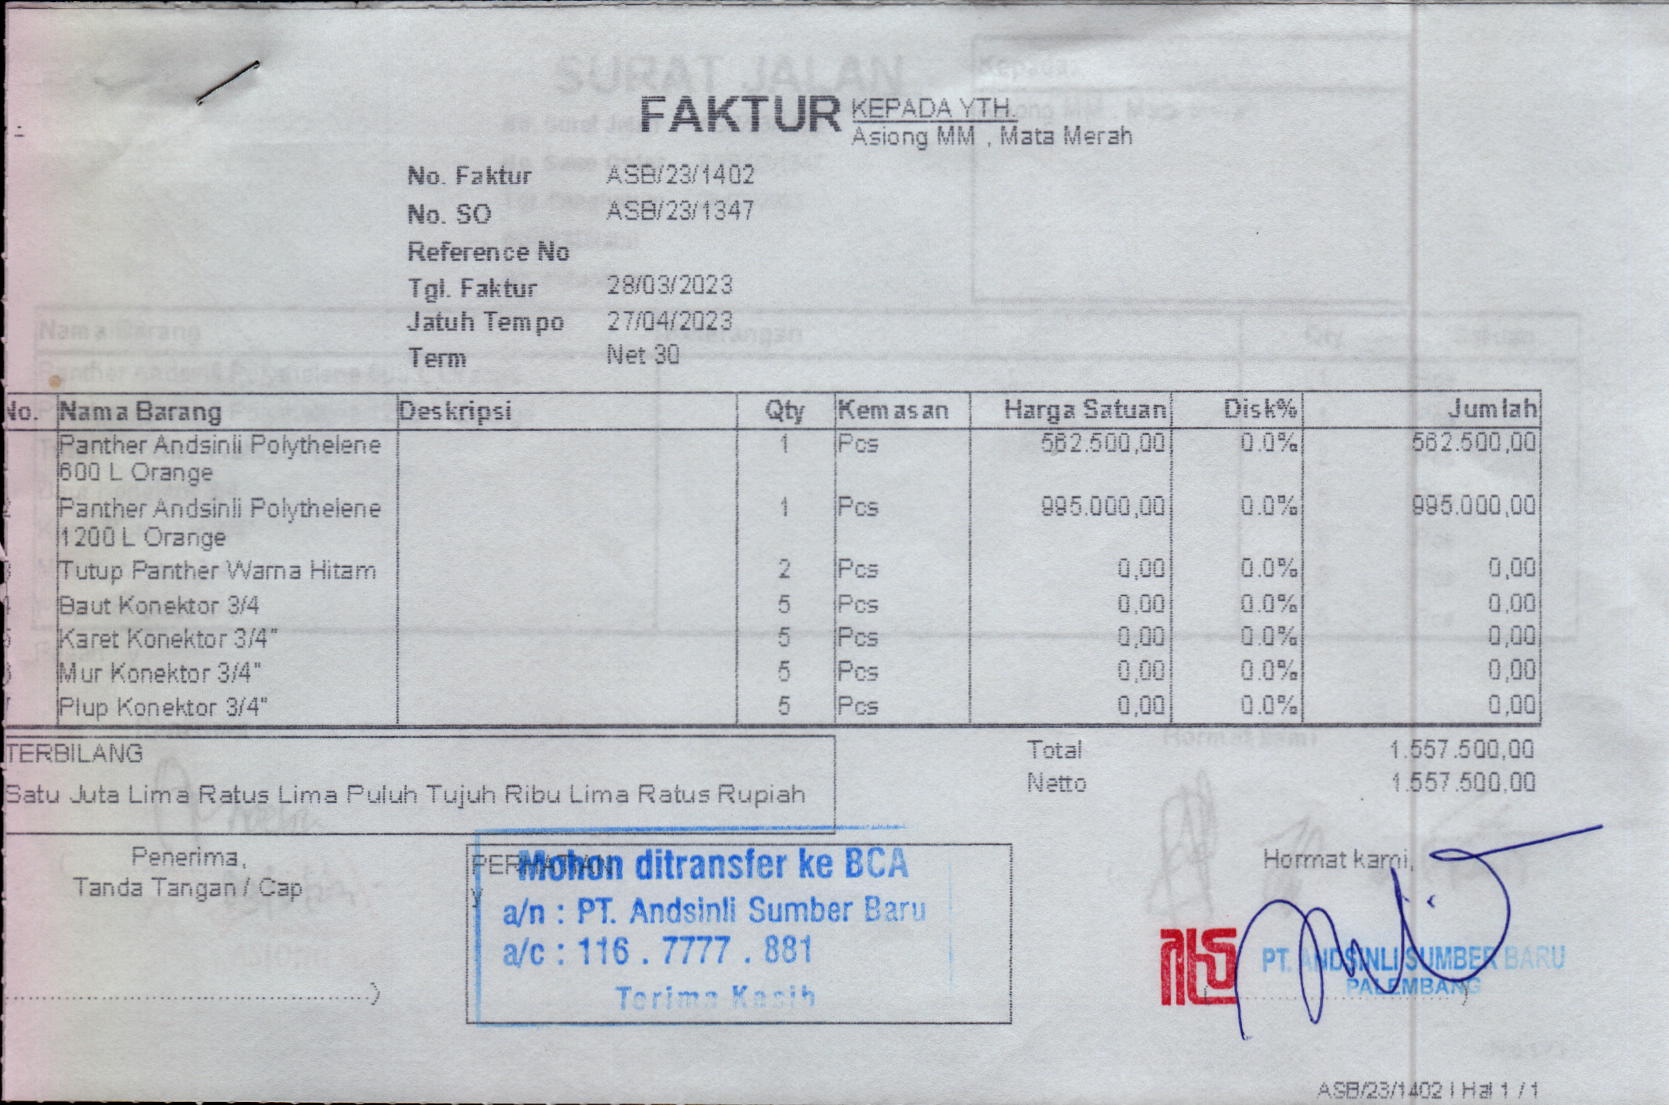 FAKTUR
KEPADA YTH.
Asiong MM , Mata Merah
No. Faktur ASB/23/1402
No. SO ASB/23/1347
Reference No
Tgl. Faktur 28/03/2023
Jatuh Tempo 27/04/2023
Term Net 30
No. Nama Barang Deskripsi Qty Kemasan Harga Satuan Disk% Jumlah
Panther Andsinli Polythelene 1 Pcs 562.500,00 0.0% 562.500,00
600 L Orange
2 Panther Andsinli Polythelene 1 Pcs 995.000,00 0.0% 995.000,00
1200 L Orange
3 Tutup Panther Warna Hitam 2 Pcs 0,00 0.0% 0,00
4 Baut Konektor 3/4 5 Pcs 0,00 0.0% 0,00
5 Karet Konektor 3/4" 5 Pcs 0,00 0.0% 0,00
6 Mur Konektor 3/4" 5 Pcs 0,00 0.0% 0,00
7 Plup Konektor 3/4" 5 Pcs 0,00 0.0% 0,00
TERBILANG
Satu Juta Lima Ratus Lima Puluh Tujuh Ribu Lima Ratus Rupiah
Total 1.557.500,00
Netto 1.557.500,00
Penerima,
Tanda Tangan / Cap
PERHATIAN
Mohon ditransfer ke BCA
a/n : PT. Andsinli Sumber Baru
a/c : 116 . 7777 . 881
Terima Kasih
Hormat kami,
PT. ANDSINLI SUMBER BARU
PALEMBANG
ASB/23/1402 | Hal 1 / 1